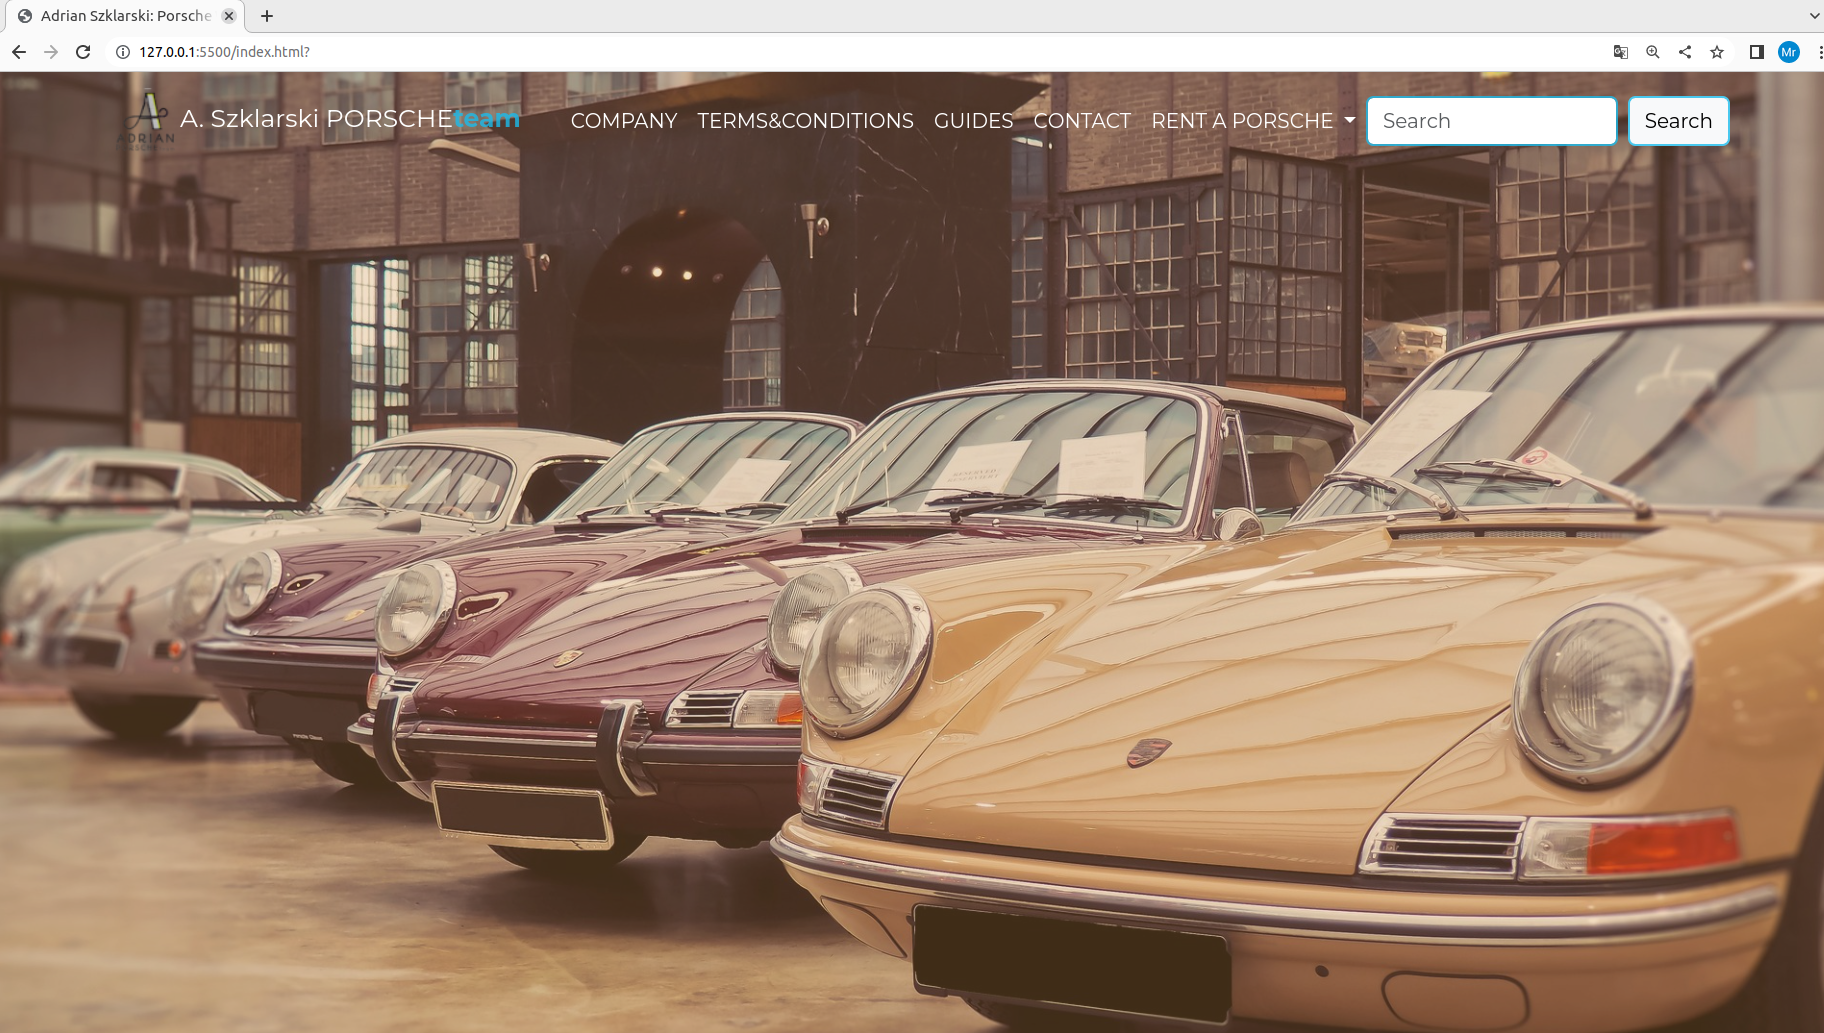 Adrian Szklarski: Porsche
127.0.0.1:5500/index.html?
Mr
ADRIAN
A. Szklarski PORSCHEteam
COMPANY
TERMS&CONDITIONS
GUIDES
CONTACT
RENT A PORSCHE
Search
Search